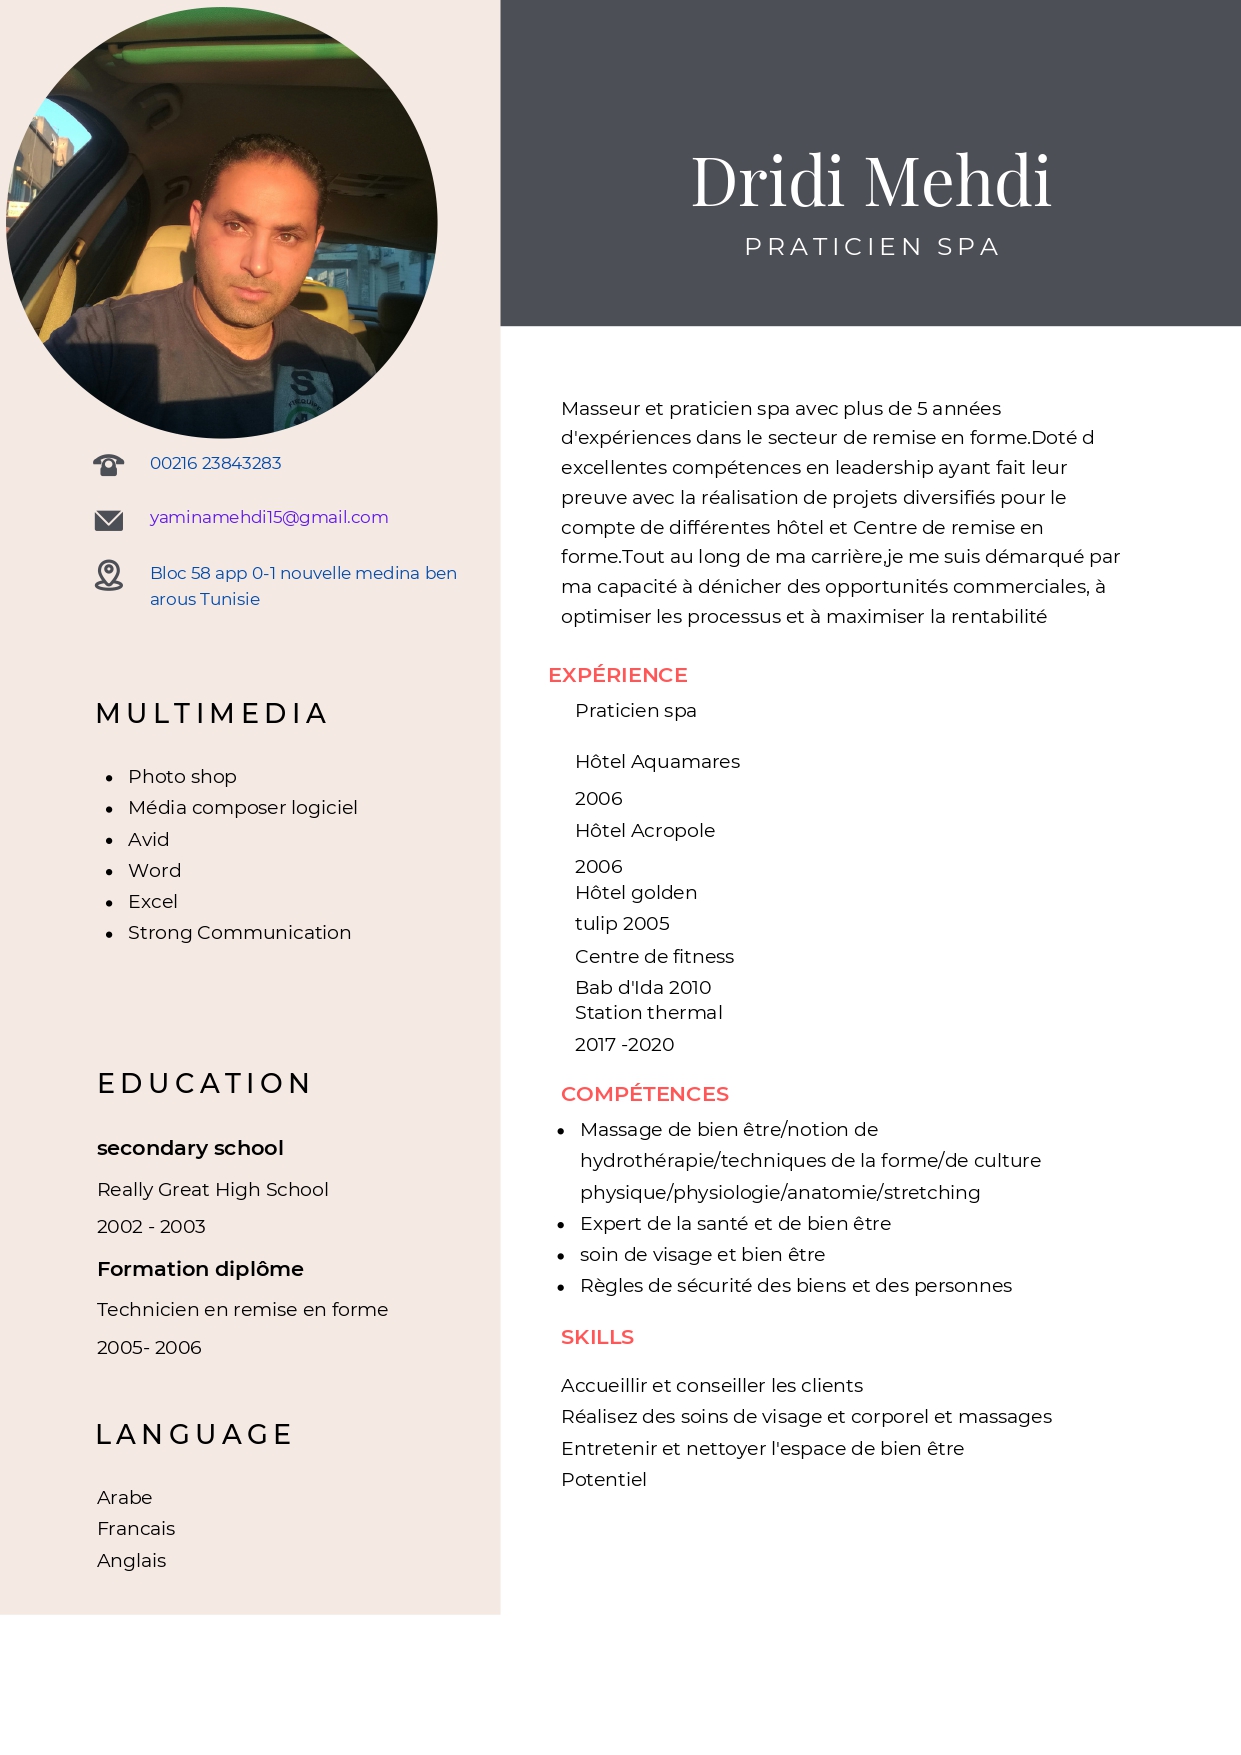 Dridi Mehdi
PRATICIEN SPA
00216 23843283
yaminamehdi15@gmail.com
Bloc 58 app 0-1 nouvelle medina ben
arous Tunisie
MULTIMEDIA
• Photo shop
• Média composer logiciel
• Avid
• Word
• Excel
• Strong Communication
EDUCATION
secondary school
Really Great High School
2002 - 2003
Formation diplôme
Technicien en remise en forme
2005- 2006
LANGUAGE
Arabe
Francais
Anglais
Masseur et praticien spa avec plus de 5 années
d'expériences dans le secteur de remise en forme.Doté d
excellentes compétences en leadership ayant fait leur
preuve avec la réalisation de projets diversifiés pour le
compte de différentes hôtel et Centre de remise en
forme.Tout au long de ma carrière,je me suis démarqué par
ma capacité à dénicher des opportunités commerciales, à
optimiser les processus et à maximiser la rentabilité
EXPÉRIENCE
Praticien spa
Hôtel Aquamares
2006
Hôtel Acropole
2006
Hôtel golden
tulip 2005
Centre de fitness
Bab d'Ida 2010
Station thermal
2017 -2020
COMPÉTENCES
• Massage de bien être/notion de
hydrothérapie/techniques de la forme/de culture
physique/physiologie/anatomie/stretching
• Expert de la santé et de bien être
• soin de visage et bien être
• Règles de sécurité des biens et des personnes
SKILLS
Accueillir et conseiller les clients
Réalisez des soins de visage et corporel et massages
Entretenir et nettoyer l'espace de bien être
Potentiel